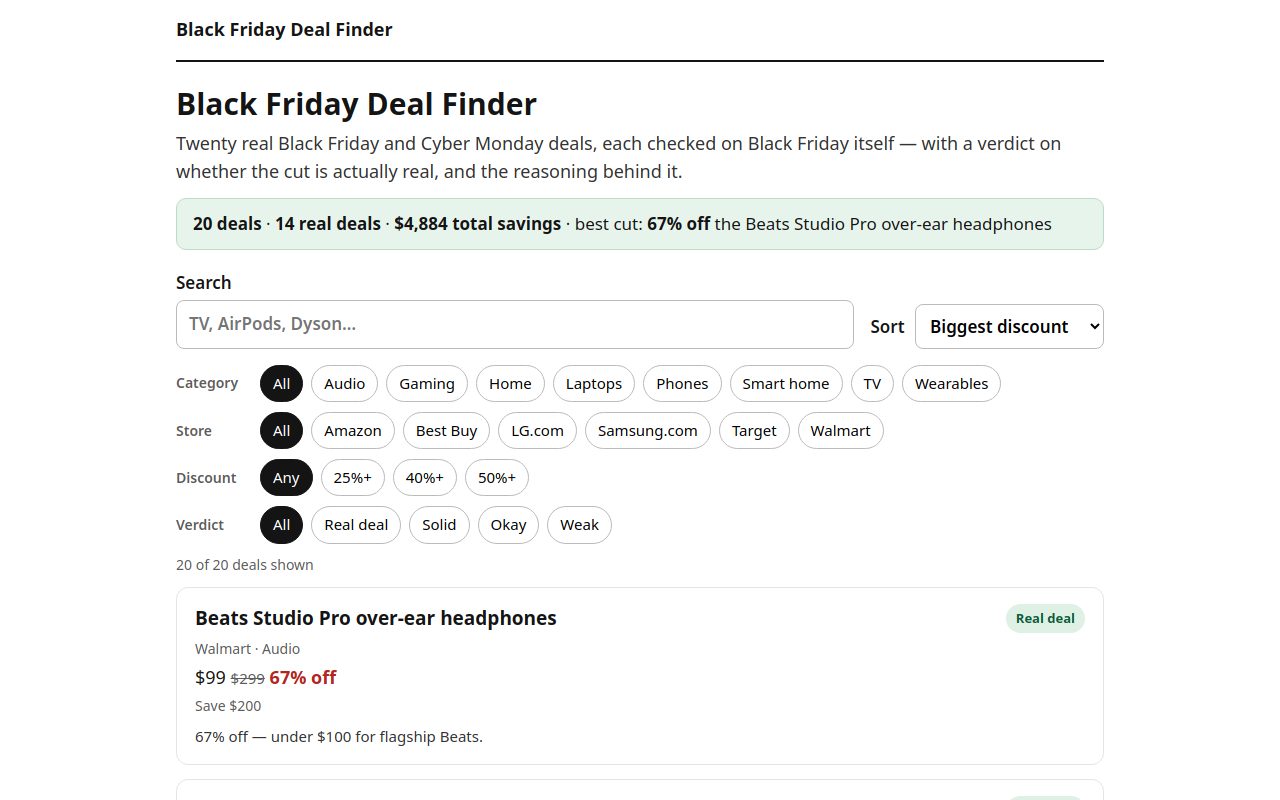 Black Friday Deal Finder
Black Friday Deal Finder
Twenty real Black Friday and Cyber Monday deals, each checked on Black Friday itself — with a verdict on
whether the cut is actually real, and the reasoning behind it.
20 deals · 14 real deals · $4,884 total savings · best cut: 67% off the Beats Studio Pro over-ear headphones
Search
TV, AirPods, Dyson...
Sort Biggest discount
Category All Audio Gaming Home Laptops Phones Smart home TV Wearables
Store All Amazon Best Buy LG.com Samsung.com Target Walmart
Discount Any 25%+ 40%+ 50%+
Verdict All Real deal Solid Okay Weak
20 of 20 deals shown
Beats Studio Pro over-ear headphones Real deal
Walmart · Audio
$99 $299 67% off
Save $200
67% off — under $100 for flagship Beats.